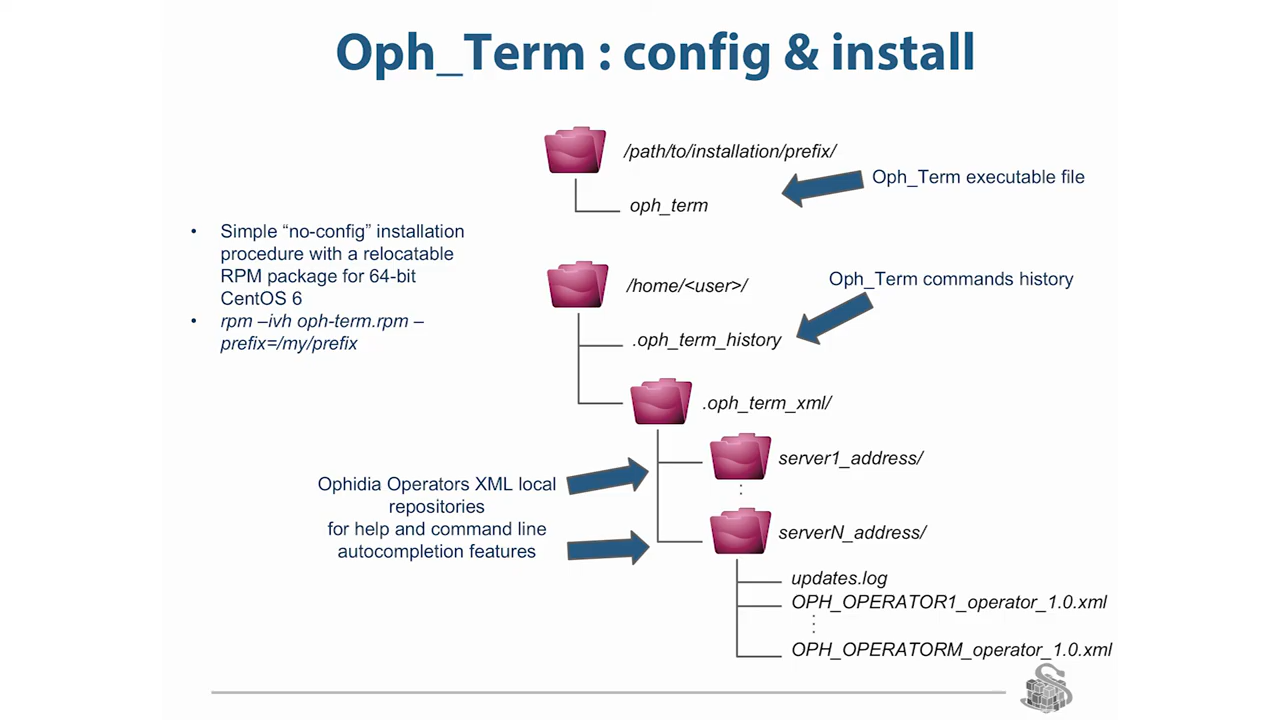 Oph_Term : config & install
/path/to/installation/prefix/
Oph_Term executable file
oph_term
• Simple “no-config” installation
procedure with a relocatable
RPM package for 64-bit
CentOS 6
• rpm –ivh oph-term.rpm –
prefix=/my/prefix
/home/<user>/
Oph_Term commands history
.oph_term_history
.oph_term_xml/
server1_address/
Ophidia Operators XML local
repositories
for help and command line
autocompletion features
serverN_address/
updates.log
OPH_OPERATOR1_operator_1.0.xml
OPH_OPERATORM_operator_1.0.xml